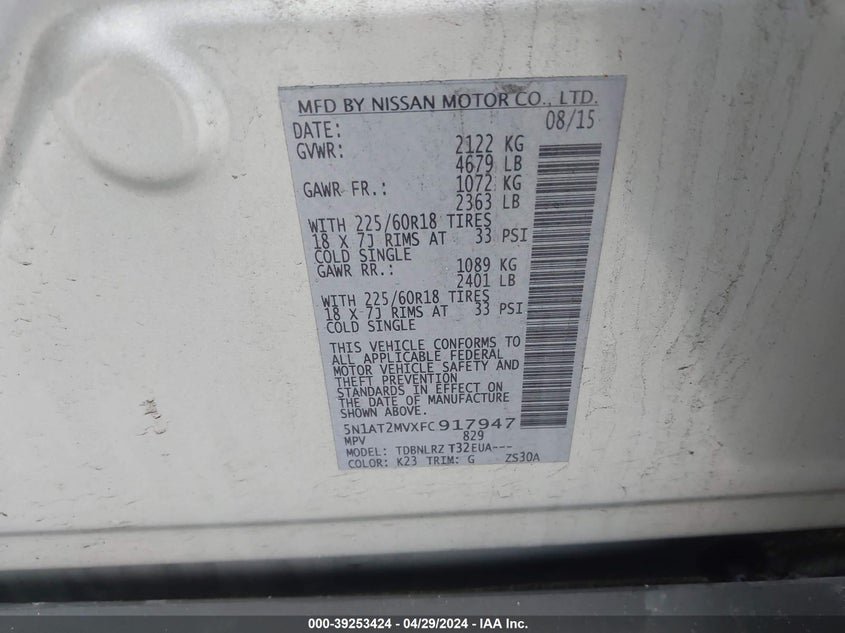 MFD BY NISSAN MOTOR CO., LTD.
DATE: 08/15
GVWR: 2122 KG
4679 LB
GAWR FR.: 1072 KG
2363 LB
WITH 225/60R18 TIRES
18 X 7J RIMS AT 33 PSI
COLD SINGLE
GAWR RR.: 1089 KG
2401 LB
WITH 225/60R18 TIRES
18 X 7J RIMS AT 33 PSI
COLD SINGLE
THIS VEHICLE CONFORMS TO
ALL APPLICABLE FEDERAL
MOTOR VEHICLE SAFETY AND
THEFT PREVENTION
STANDARDS IN EFFECT ON
THE DATE OF MANUFACTURE
SHOWN ABOVE.
5N1AT2MVXFC917947
MPV 829
MODEL: TDBNLRZ T32EUA---
COLOR: K23 TRIM: G ZS30A
000-39253424 - 04/29/2024 - IAA Inc.